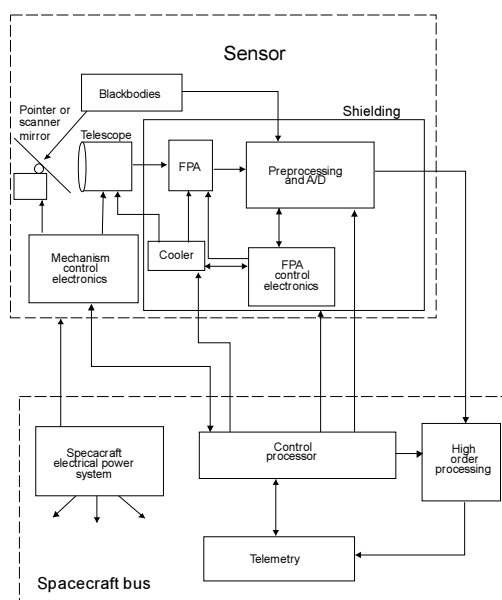 Sensor
Blackbodies
Pointer or
scanner
mirror
Telescope
Shielding
FPA
Preprocessing
and A/D
Cooler
Mechanism
control
electronics
FPA
control
electronics
Specacraft
electrical power
system
Control
processor
High
order
processing
Telemetry
Spacecraft bus